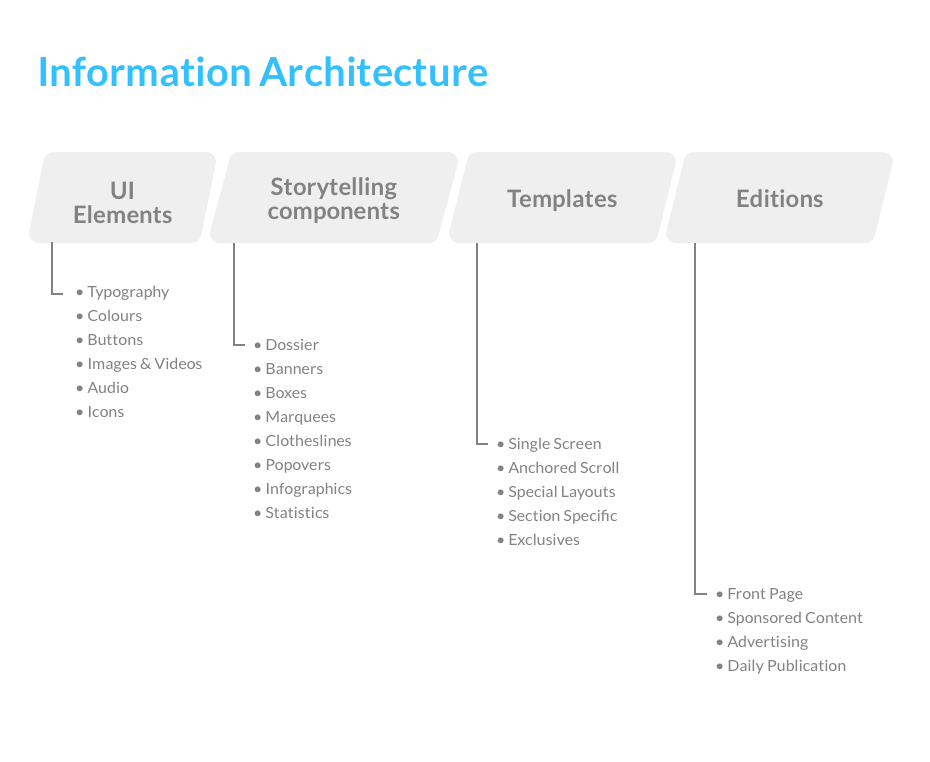 Information Architecture
UI
Elements
Storytelling
components
Templates
Editions
• Typography
• Colours
• Buttons
• Images & Videos
• Audio
• Icons
• Dossier
• Banners
• Boxes
• Marquees
• Clotheslines
• Popovers
• Infographics
• Statistics
• Single Screen
• Anchored Scroll
• Special Layouts
• Section Specific
• Exclusives
• Front Page
• Sponsored Content
• Advertising
• Daily Publication